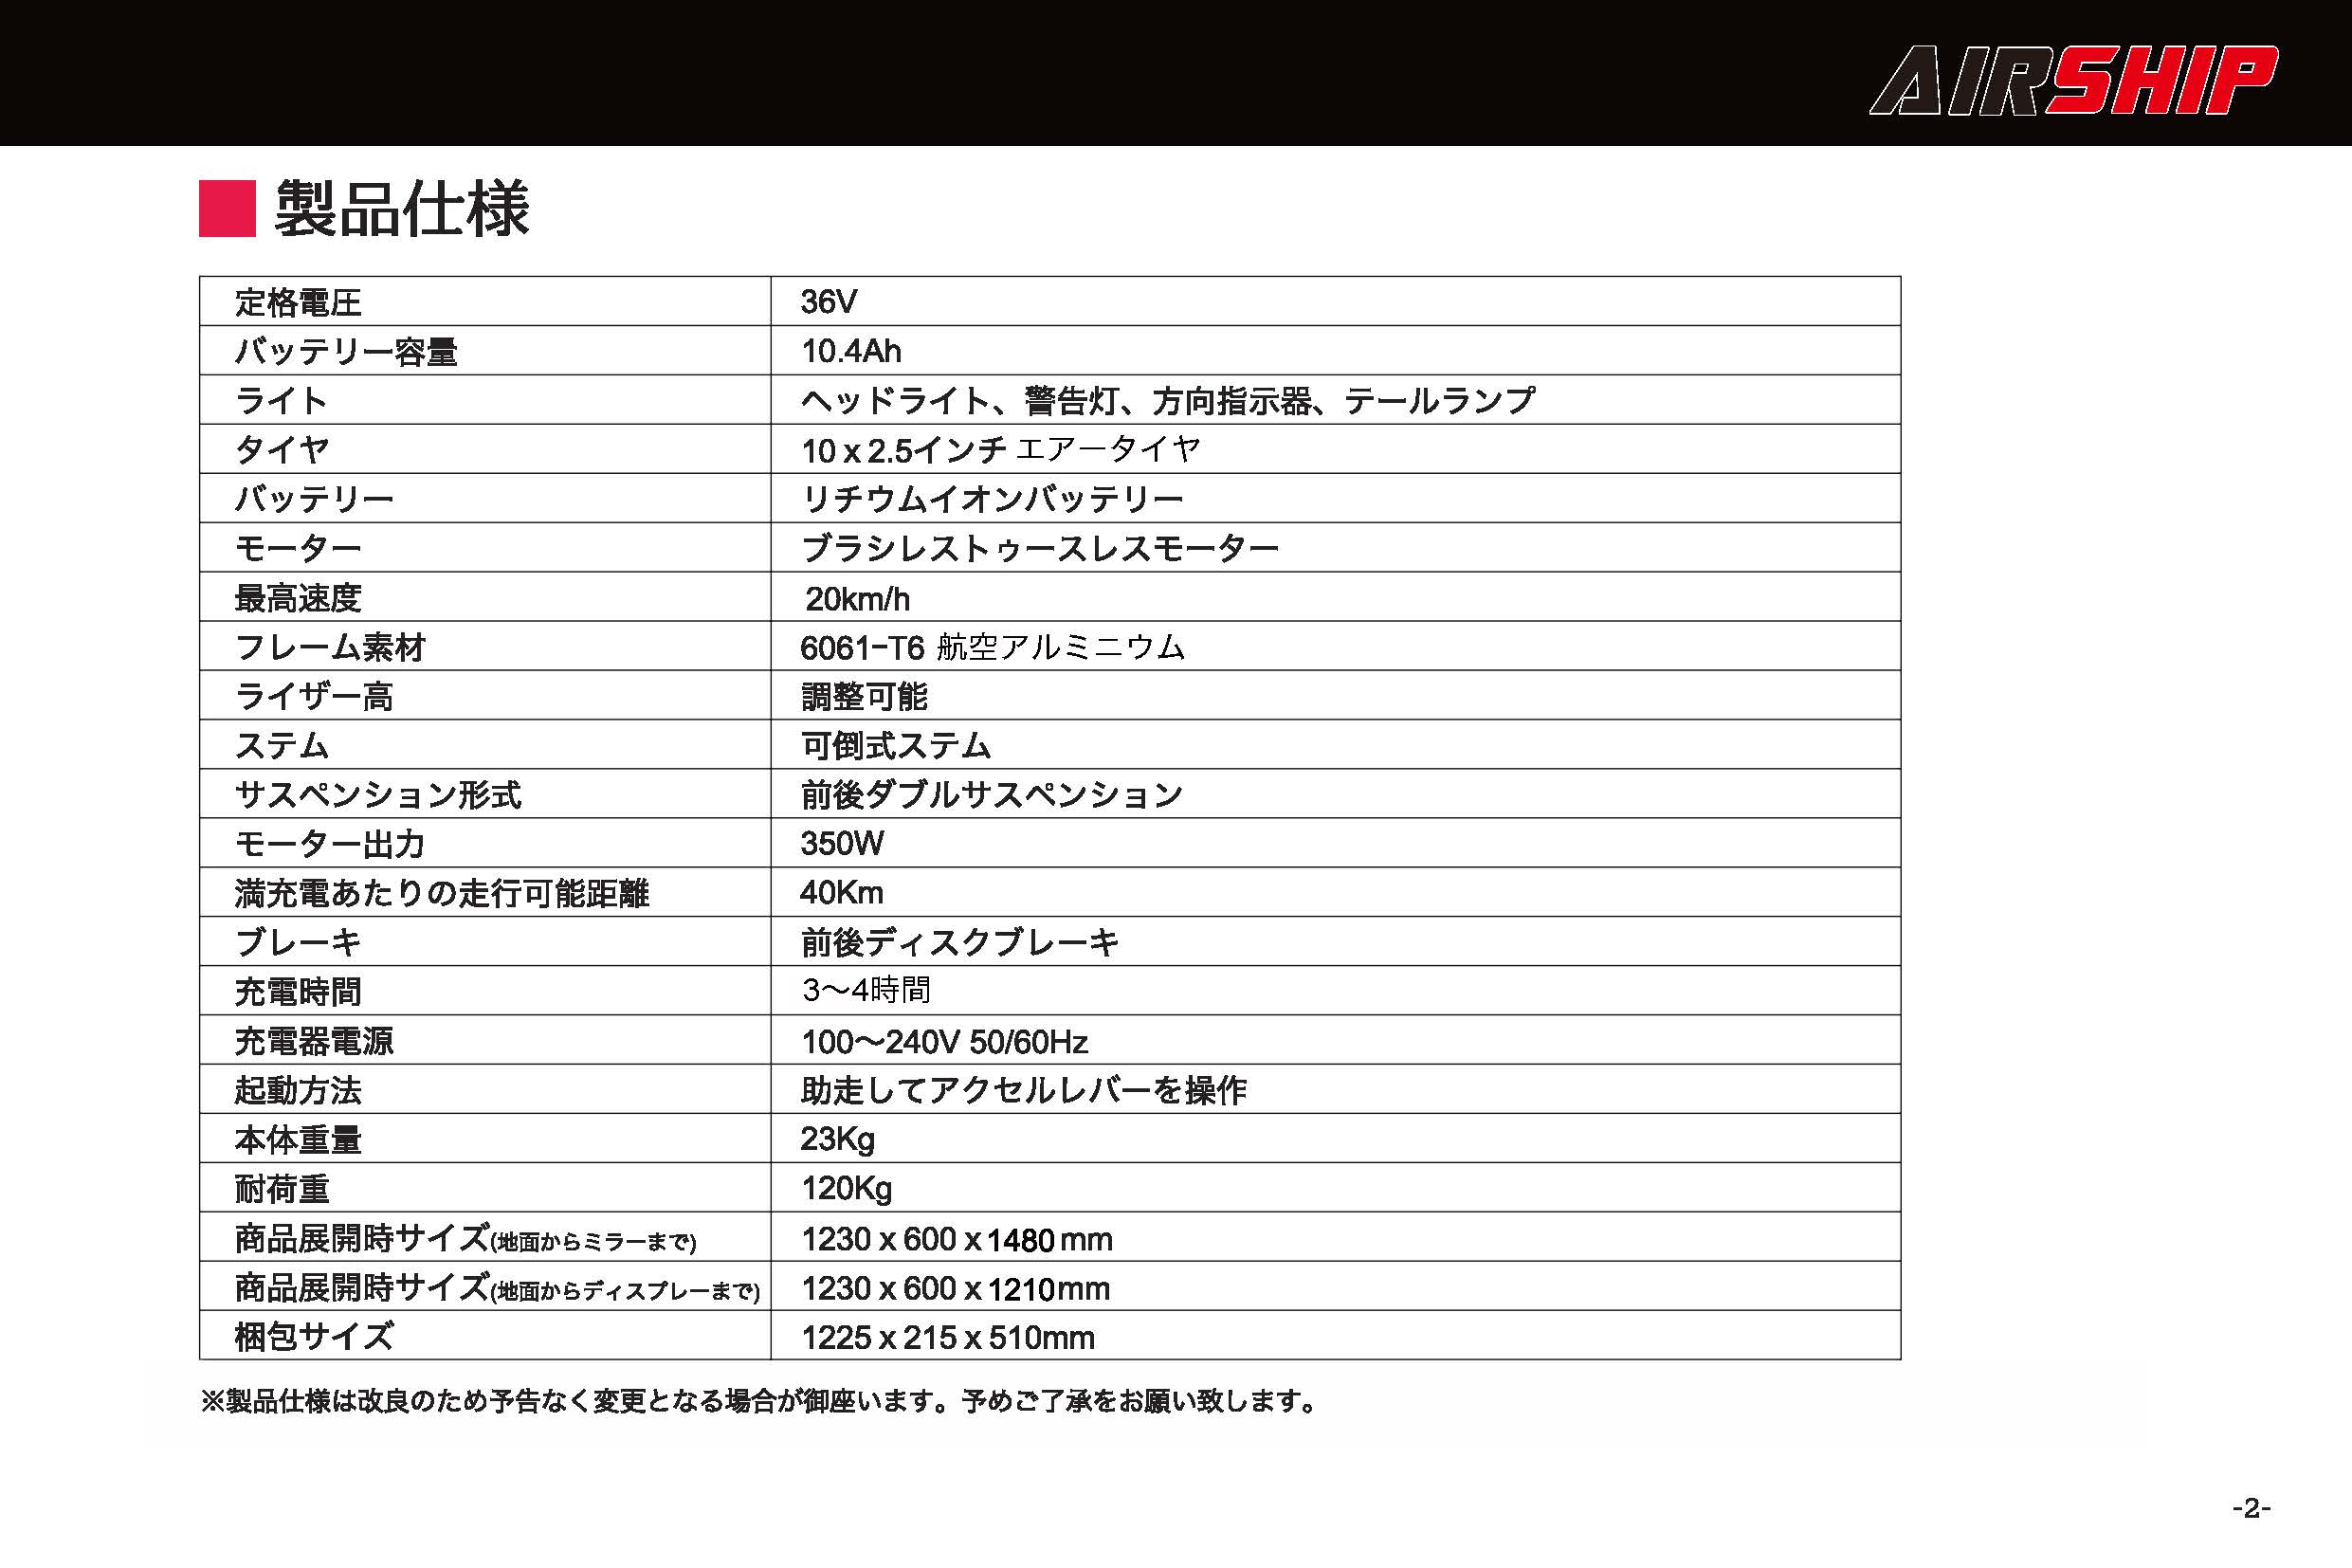 AIRSHIP
製品仕様
定格電圧 36V
バッテリー容量 10.4Ah
ライト ヘッドライト、警告灯、方向指示器、テールランプ
タイヤ 10 x 2.5インチ エアータイヤ
バッテリー リチウムイオンバッテリー
モーター ブラシレストゥースレスモーター
最高速度 20km/h
フレーム素材 6061-T6 航空アルミニウム
ライザー高 調整可能
ステム 可倒式ステム
サスペンション形式 前後ダブルサスペンション
モーター出力 350W
満充電あたりの走行可能距離 40Km
ブレーキ 前後ディスクブレーキ
充電時間 3～4時間
充電器電源 100～240V 50/60Hz
起動方法 助走してアクセルレバーを操作
本体重量 23Kg
耐荷重 120Kg
商品展開時サイズ(地面からミラーまで) 1230 x 600 x 1480 mm
商品展開時サイズ(地面からディスプレーまで) 1230 x 600 x 1210mm
梱包サイズ 1225 x 215 x 510mm
※製品仕様は改良のため予告なく変更となる場合が御座います。予めご了承をお願い致します。
-2-